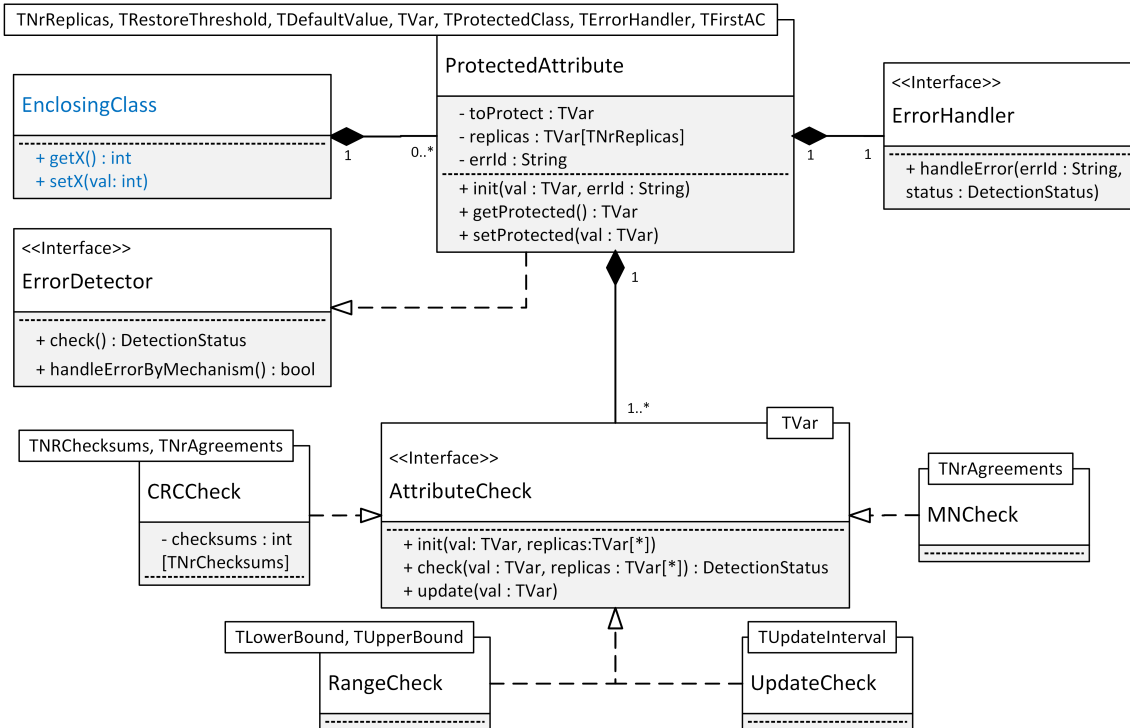 TNrReplicas, TRestoreThreshold, TDefaultValue, TVar, TProtectedClass, TErrorHandler, TFirstAC
ProtectedAttribute
- toProtect : TVar
- replicas : TVar[TNrReplicas]
- errId : String
+ init(val : TVar, errId : String)
+ getProtected() : TVar
+ setProtected(val : TVar)
EnclosingClass
+ getX() : int
+ setX(val: int)
1
0..*
1
1
<<Interface>>
ErrorHandler
+ handleError(errId : String,
status : DetectionStatus)
<<Interface>>
ErrorDetector
+ check() : DetectionStatus
+ handleErrorByMechanism() : bool
1
1..*
TNRChecksums, TNrAgreements
CRCCheck
- checksums : int
[TNrChecksums]
TVar
<<Interface>>
AttributeCheck
+ init(val: TVar, replicas:TVar[*])
+ check(val : TVar, replicas : TVar[*]) : DetectionStatus
+ update(val : TVar)
TNrAgreements
MNCheck
TLowerBound, TUpperBound
RangeCheck
TUpdateInterval
UpdateCheck